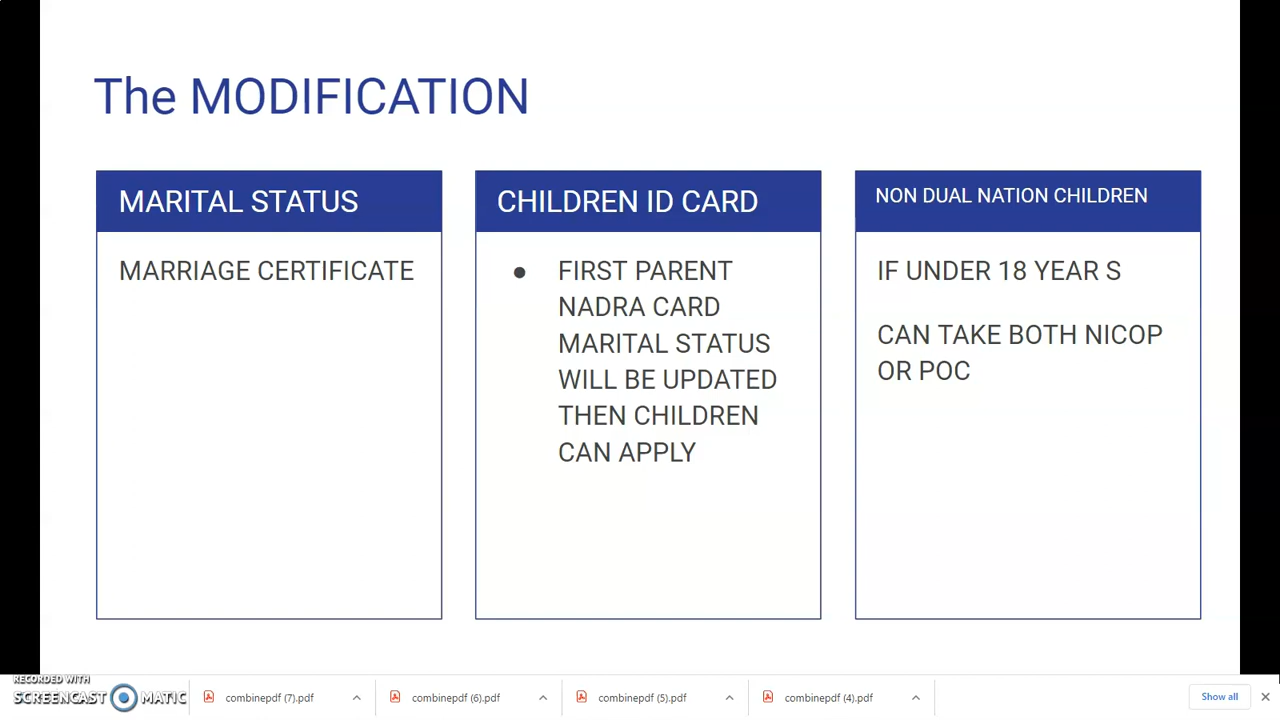 The MODIFICATION
MARITAL STATUS
MARRIAGE CERTIFICATE
CHILDREN ID CARD
● FIRST PARENT
NADRA CARD
MARITAL STATUS
WILL BE UPDATED
THEN CHILDREN
CAN APPLY
NON DUAL NATION CHILDREN
IF UNDER 18 YEAR S
CAN TAKE BOTH NICOP
OR POC
RECORDED WITH
SCREENCAST MATIC
combinepdf (7).pdf
combinepdf (6).pdf
combinepdf (5).pdf
combinepdf (4).pdf
Show all